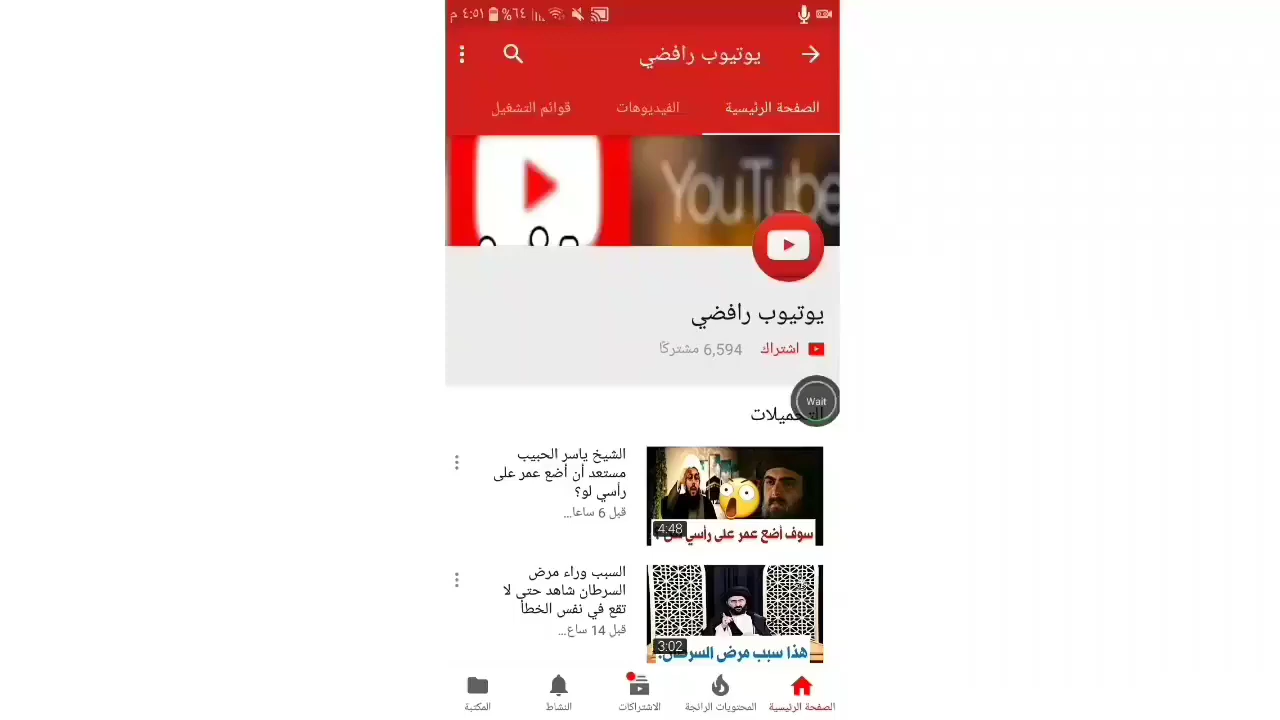 م ٤:٥١ %٦٤
يوتيوب رافضي
الصفحة الرئيسية
الفيديوهات
قوائم التشغيل
YouTube
يوتيوب رافضي
اشتراك
6,594 مشتركًا
Wait
التحميلات
الشيخ ياسر الحبيب
مستعد أن أضع عمر على
رأسي لو؟
قبل 6 ساعا...
4:48
سوف أضع عمر على رأسي
السبب وراء مرض
السرطان شاهد حتى لا
تقع في نفس الخطأ
قبل 14 ساع...
3:02
هذا سبب مرض السرطان.
الصفحة الرئيسية
المحتويات الرائجة
الاشتراكات
النشاط
المكتبة